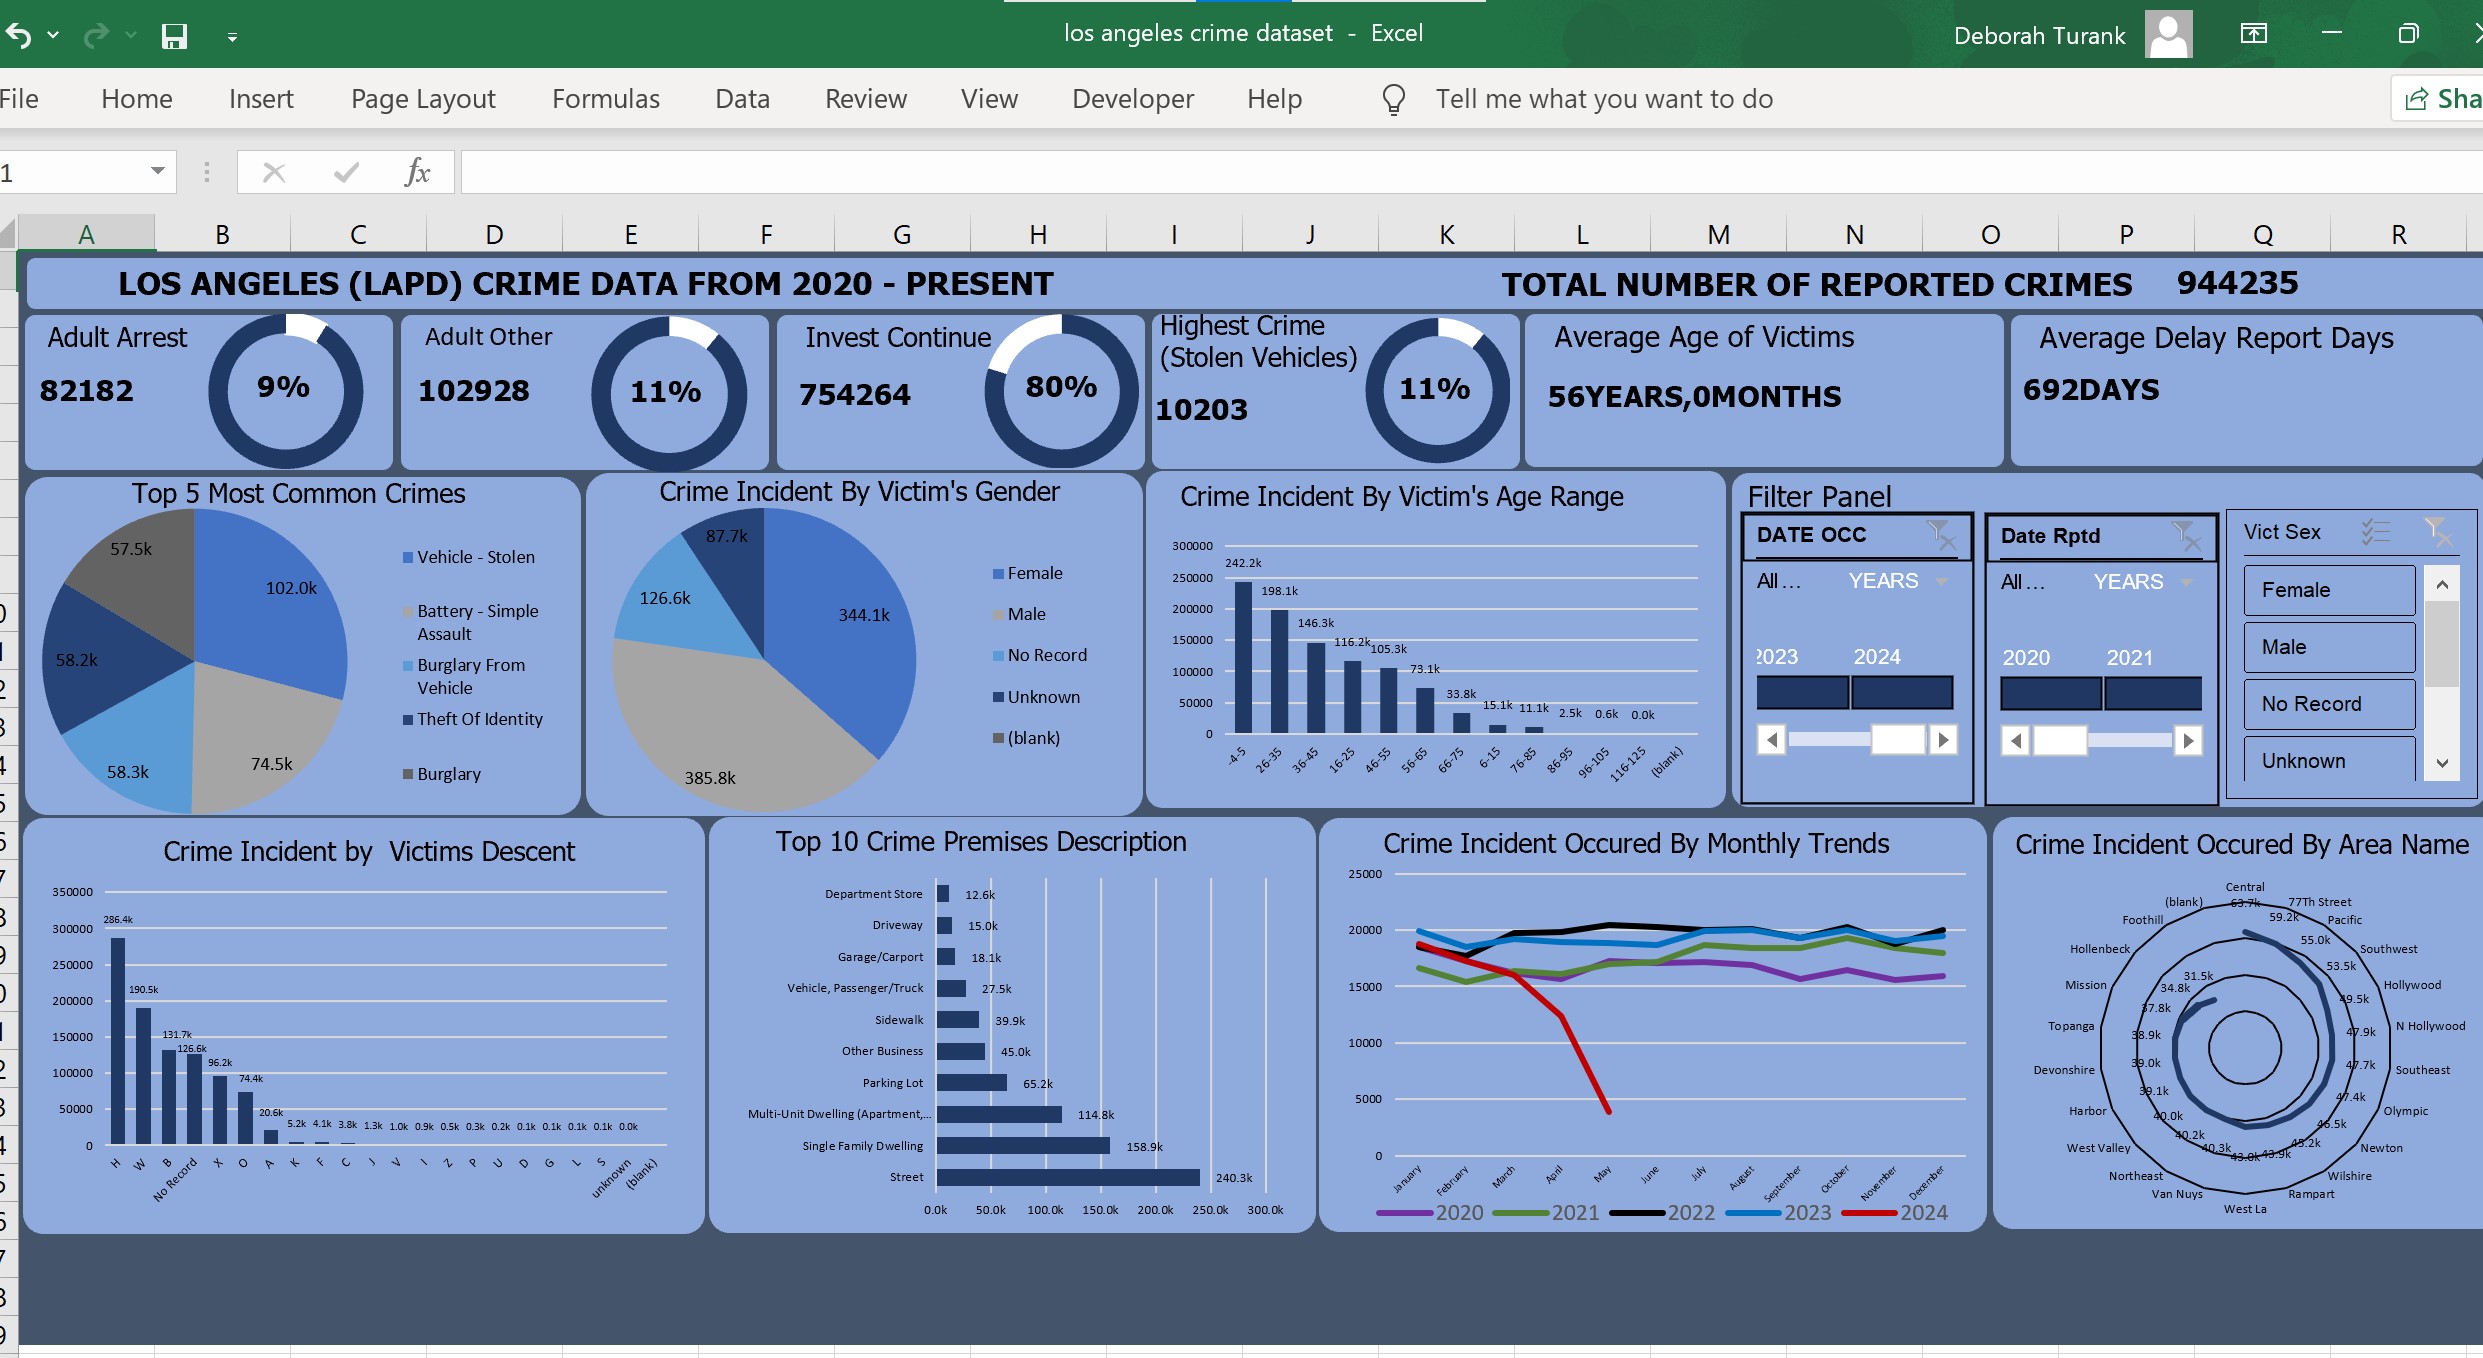 los angeles crime dataset - Excel
Deborah Turank
File Home Insert Page Layout Formulas Data Review View Developer Help Tell me what you want to do
1
fx
A B C D E F G H I J K L M N O P Q R
LOS ANGELES (LAPD) CRIME DATA FROM 2020 - PRESENT
TOTAL NUMBER OF REPORTED CRIMES 944235
Adult Arrest
82182
9%
Adult Other
102928
11%
Invest Continue
754264
80%
Highest Crime
(Stolen Vehicles)
10203
11%
Average Age of Victims
56YEARS,0MONTHS
Average Delay Report Days
692DAYS
Top 5 Most Common Crimes
57.5k
102.0k
58.2k
58.3k
74.5k
Vehicle - Stolen
Battery - Simple
Assault
Burglary From
Vehicle
Theft Of Identity
Burglary
Crime Incident By Victim's Gender
87.7k
126.6k
344.1k
385.8k
Female
Male
No Record
Unknown
(blank)
Crime Incident By Victim's Age Range
300000
250000
200000
150000
100000
50000
0
242.2k 198.1k 146.3k 116.2k 105.3k 73.1k 33.8k 15.1k 11.1k 2.5k 0.6k 0.0k
-4-5 26-35 36-45 16-25 46-55 56-65 66-75 6-15 76-85 86-95 96-105 116-125 (blank)
Filter Panel
DATE OCC
All ... YEARS
2023 2024
Date Rptd
All ... YEARS
2020 2021
Vict Sex
Female
Male
No Record
Unknown
Crime Incident by Victims Descent
350000
300000
250000
200000
150000
100000
50000
0
286.4k 190.5k 131.7k 126.6k 96.2k 74.4k 20.6k 5.2k 4.1k 3.8k 1.3k 1.0k 0.9k 0.5k 0.3k 0.2k 0.1k 0.1k 0.1k 0.1k 0.0k
H W B No Record X O A K F C J V I Z P U D G L S unknown (blank)
Top 10 Crime Premises Description
Department Store 12.6k
Driveway 15.0k
Garage/Carport 18.1k
Vehicle, Passenger/Truck 27.5k
Sidewalk 39.9k
Other Business 45.0k
Parking Lot 65.2k
Multi-Unit Dwelling (Apartment,... 114.8k
Single Family Dwelling 158.9k
Street 240.3k
0.0k 50.0k 100.0k 150.0k 200.0k 250.0k 300.0k
Crime Incident Occured By Monthly Trends
25000
20000
15000
10000
5000
0
January February March April May June July August September October November December
2020 2021 2022 2023 2024
Crime Incident Occured By Area Name
Central
77Th Street
Pacific
Southwest
Hollywood
N Hollywood
Southeast
Olympic
Newton
Wilshire
Rampart
West La
Van Nuys
Northeast
West Valley
Harbor
Devonshire
Topanga
Mission
Hollenbeck
Foothill
(blank)
63.7k
59.2k
55.0k
53.5k
49.5k
47.9k
47.7k
47.4k
46.5k
45.2k
43.9k
43.0k
40.3k
40.2k
40.0k
39.1k
39.0k
38.9k
37.8k
34.8k
31.5k